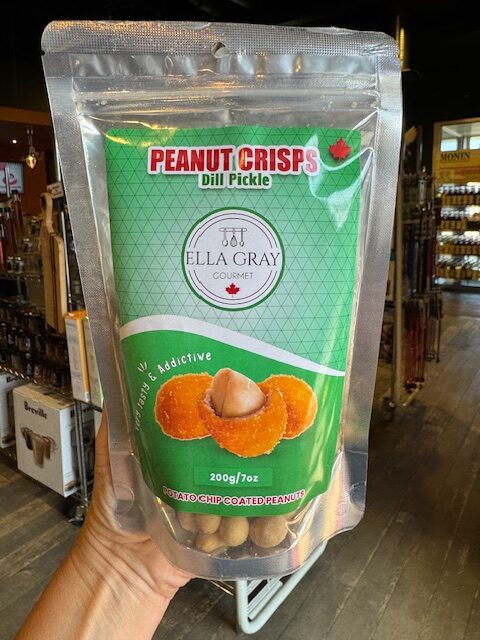 PEANUT CRISPS
Dill Pickle
ELLA GRAY
GOURMET
Tasty & Addictive
200g/7oz
POTATO CHIP COATED PEANUTS
Breville
MONIN